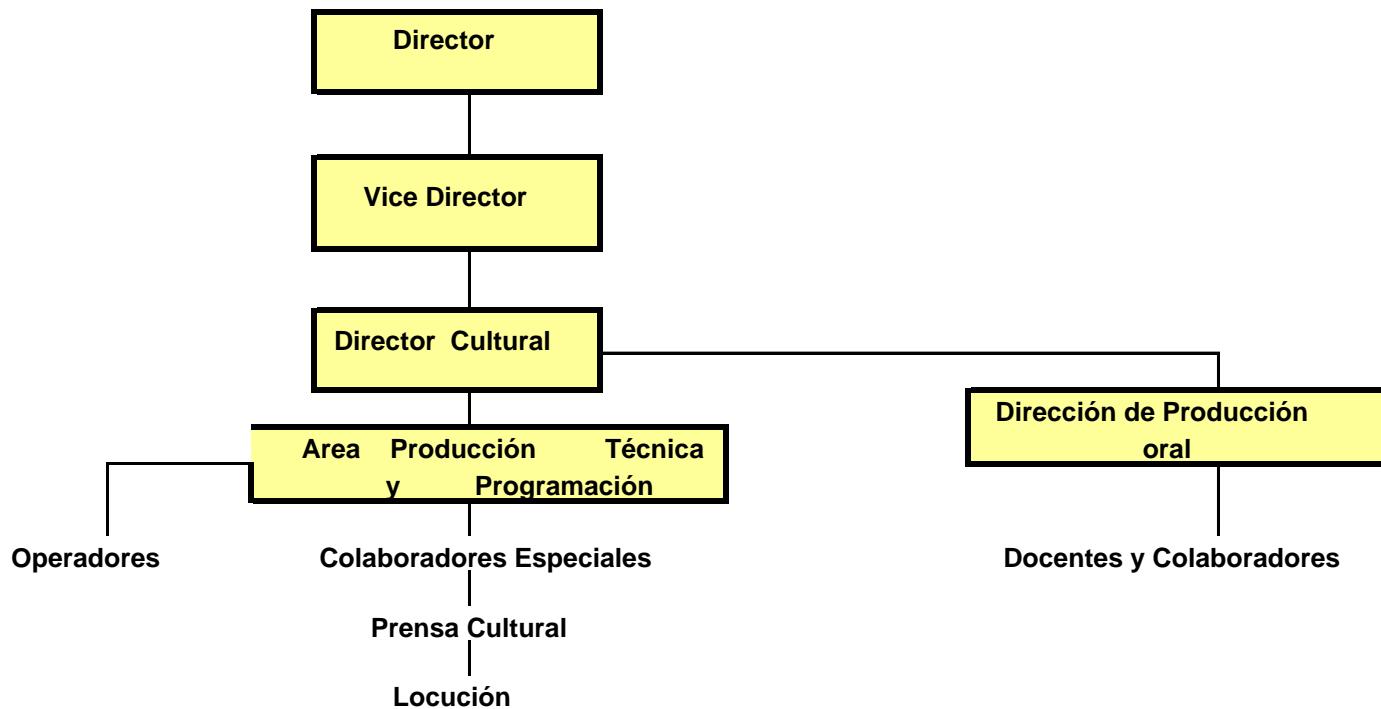 Director
Vice Director
Director Cultural
Dirección de Producción
oral
Area Producción Técnica
y Programación
Operadores
Colaboradores Especiales
Docentes y Colaboradores
Prensa Cultural
Locución